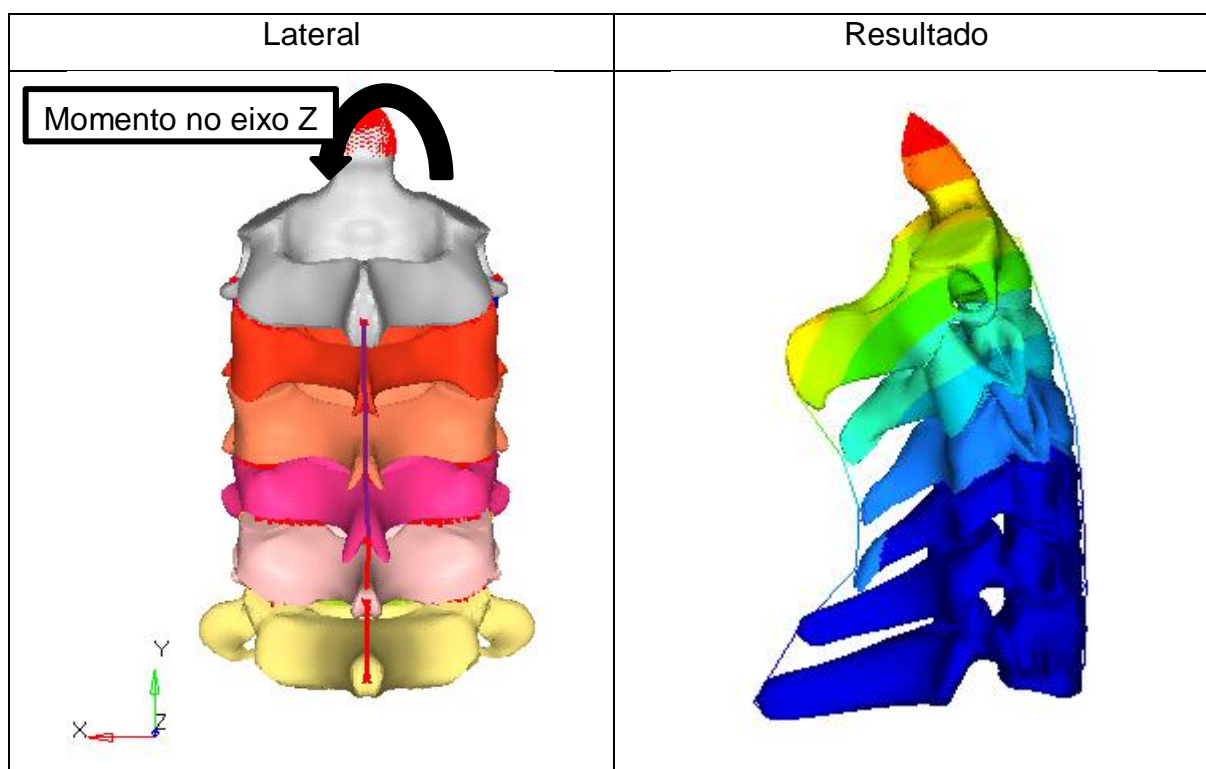 Lateral
Resultado
Momento no eixo Z
Y
X
Z